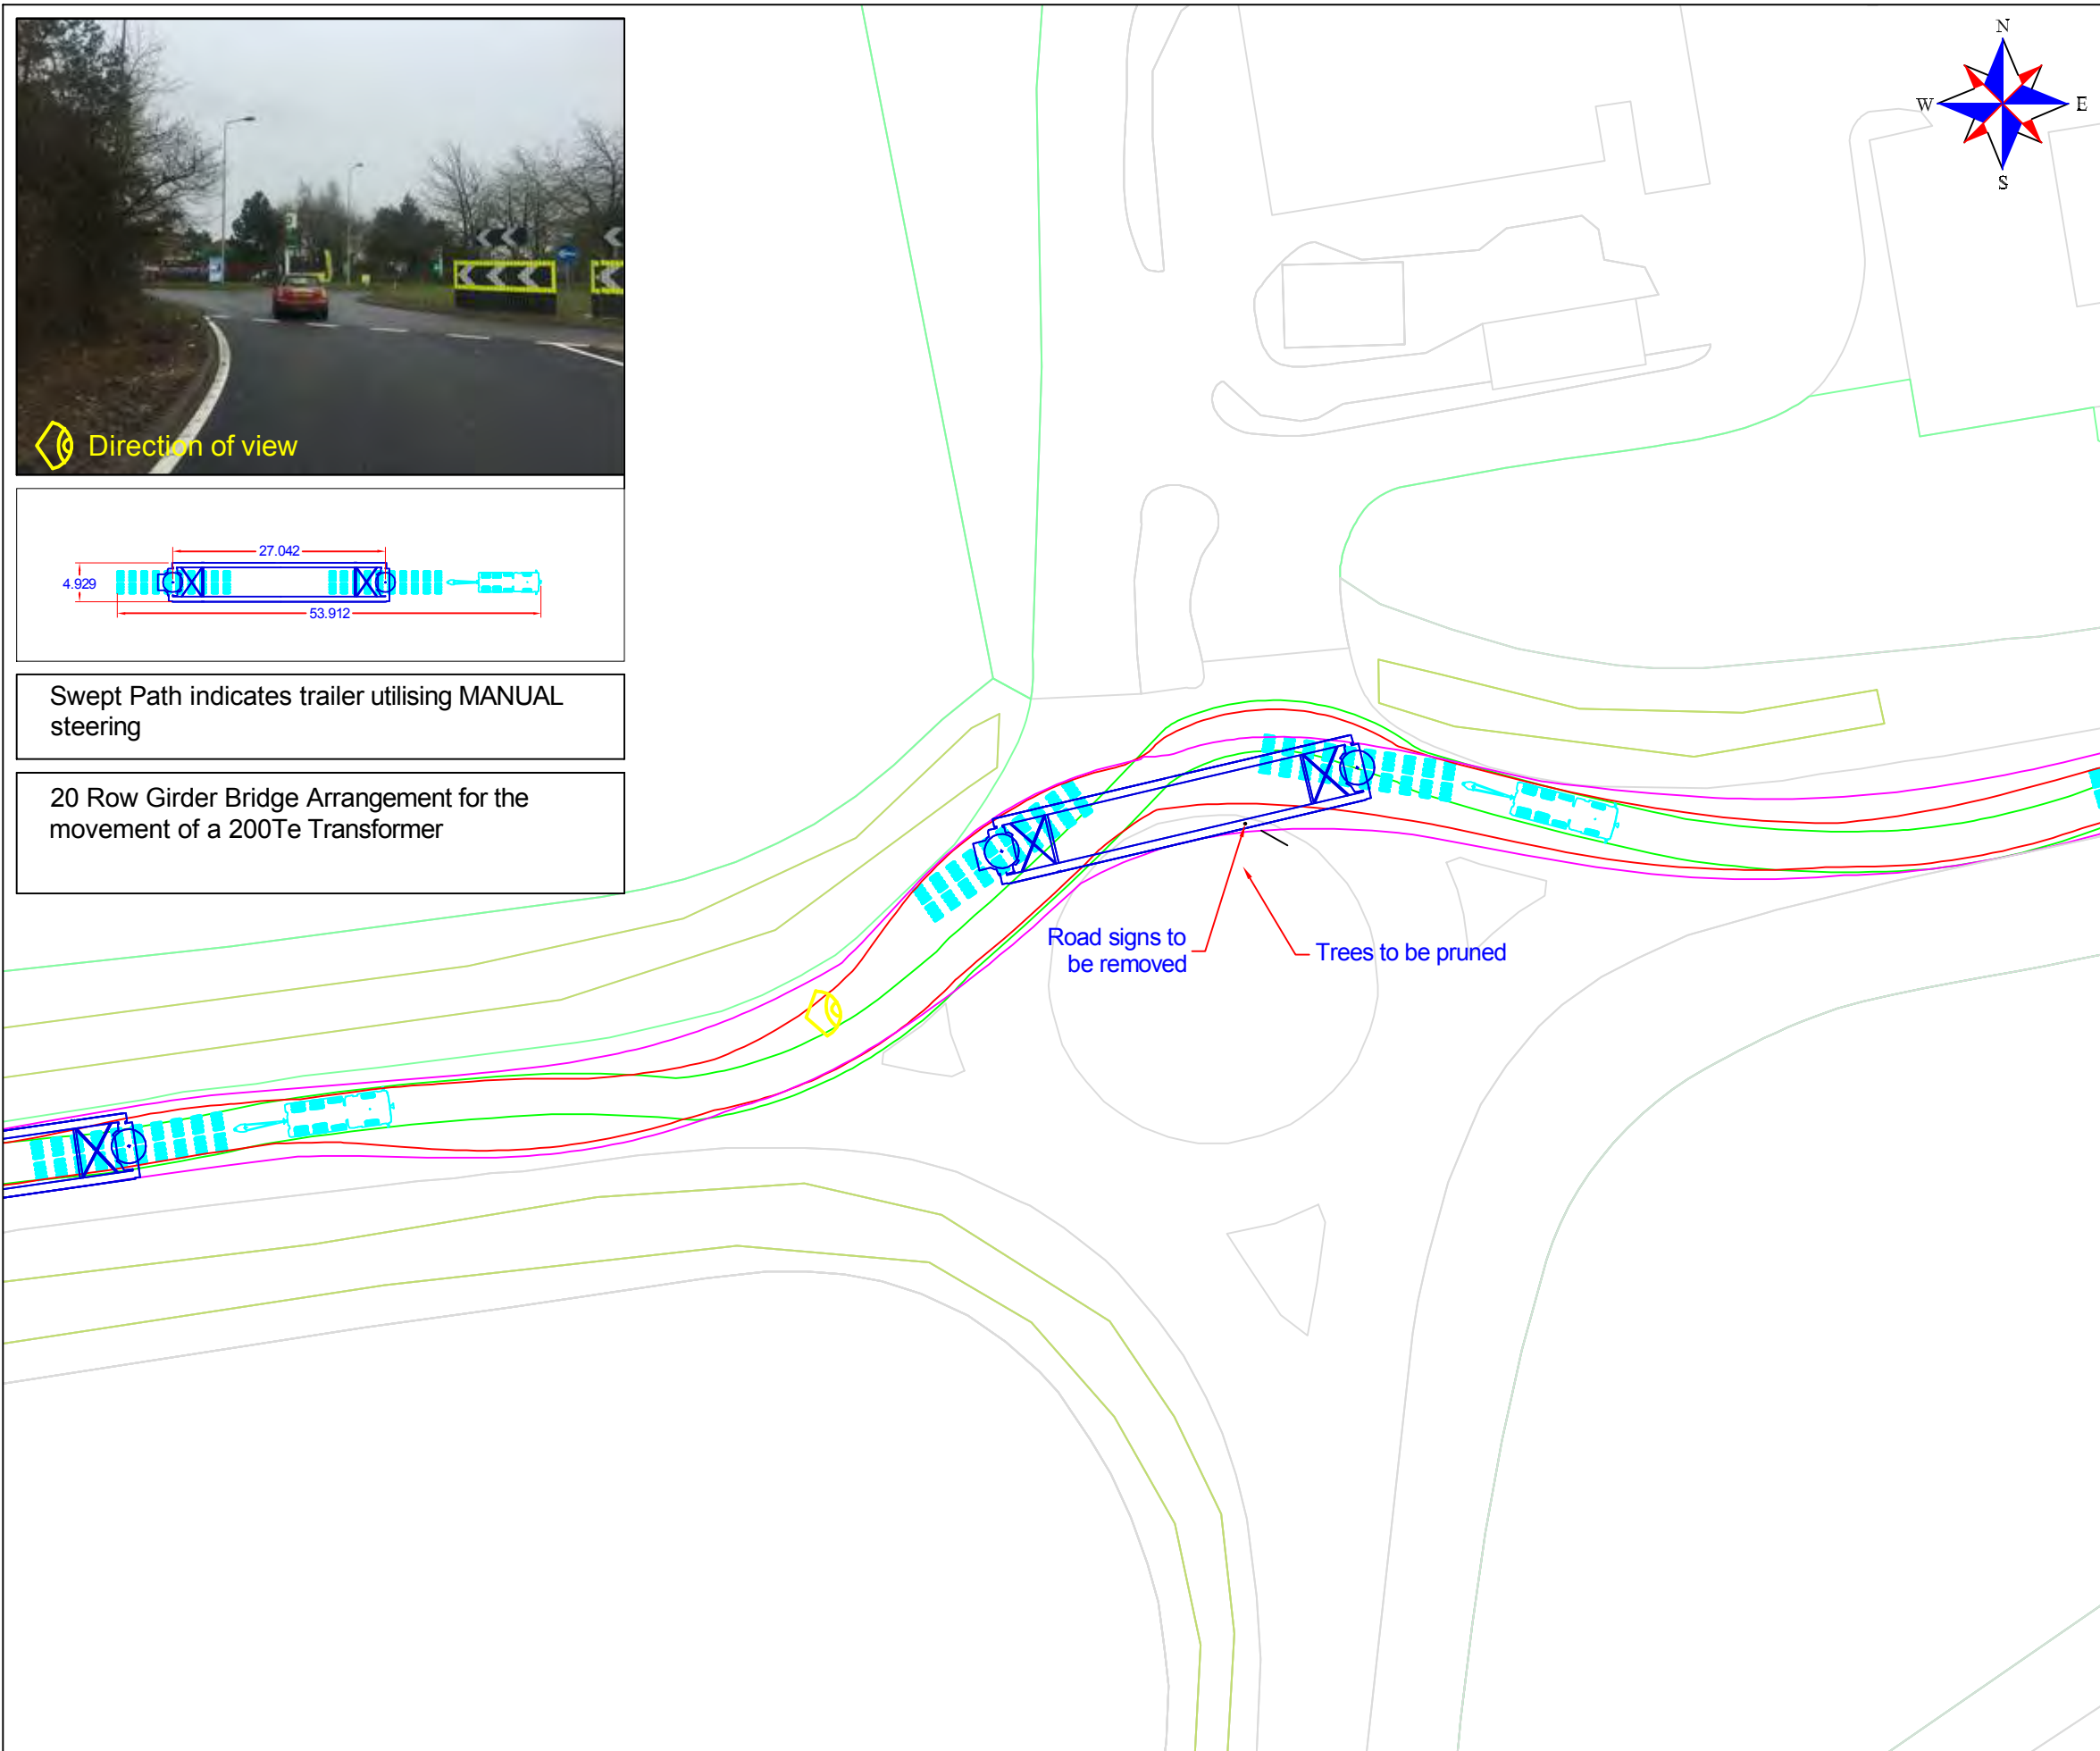 Direction of view
27.042
4.929
53.912
Swept Path indicates trailer utilising MANUAL
steering
20 Row Girder Bridge Arrangement for the
movement of a 200Te Transformer
N
W
E
S
Road signs to
be removed
Trees to be pruned